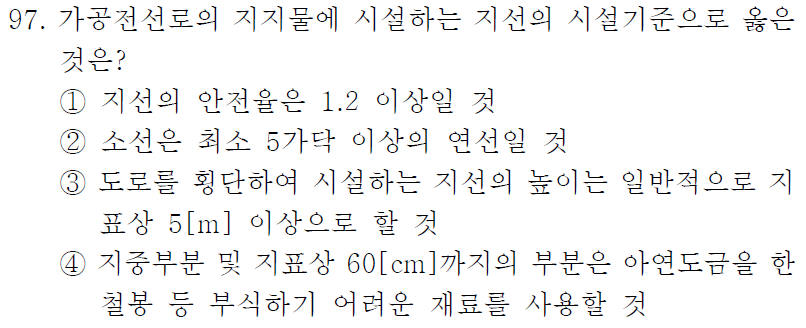 97. 가공전선로의 지지물에 시설하는 지선의 시설기준으로 옳은
것은?
① 지선의 안전율은 1.2 이상일 것
② 소선은 최소 5가닥 이상의 연선일 것
③ 도로를 횡단하여 시설하는 지선의 높이는 일반적으로 지
표상 5[m] 이상으로 할 것
④ 지중부분 및 지표상 60[cm]까지의 부분은 아연도금을 한
철봉 등 부식하기 어려운 재료를 사용할 것